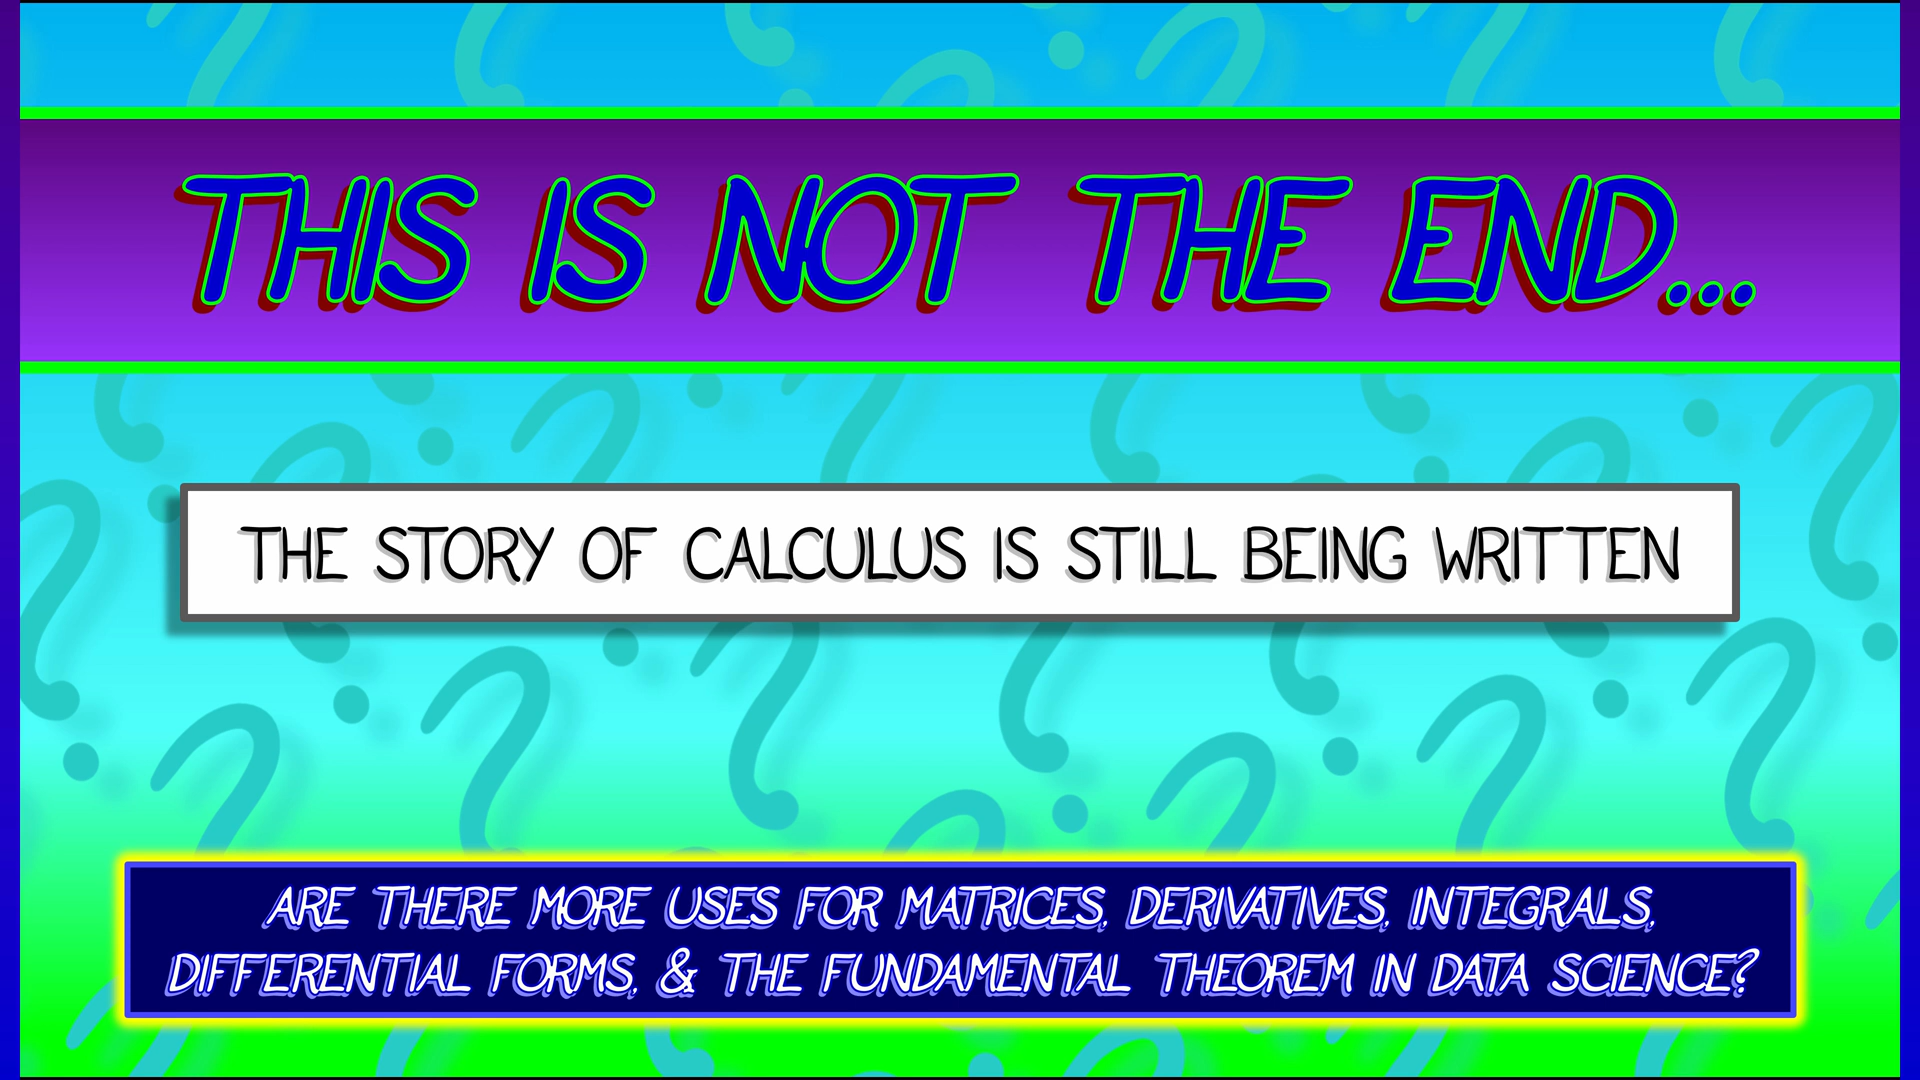 THIS IS NOT THE END...
THE STORY OF CALCULUS IS STILL BEING WRITTEN
ARE THERE MORE USES FOR MATRICES, DERIVATIVES, INTEGRALS,
DIFFERENTIAL FORMS, & THE FUNDAMENTAL THEOREM IN DATA SCIENCE?